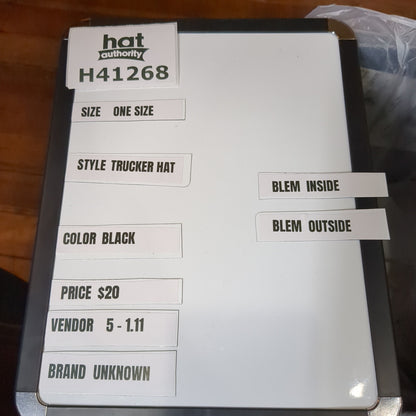 hat
authority
H41268
SIZE ONE SIZE
STYLE TRUCKER HAT
BLEM INSIDE
BLEM OUTSIDE
COLOR BLACK
PRICE $20
VENDOR 5 - 1.11
BRAND UNKNOWN